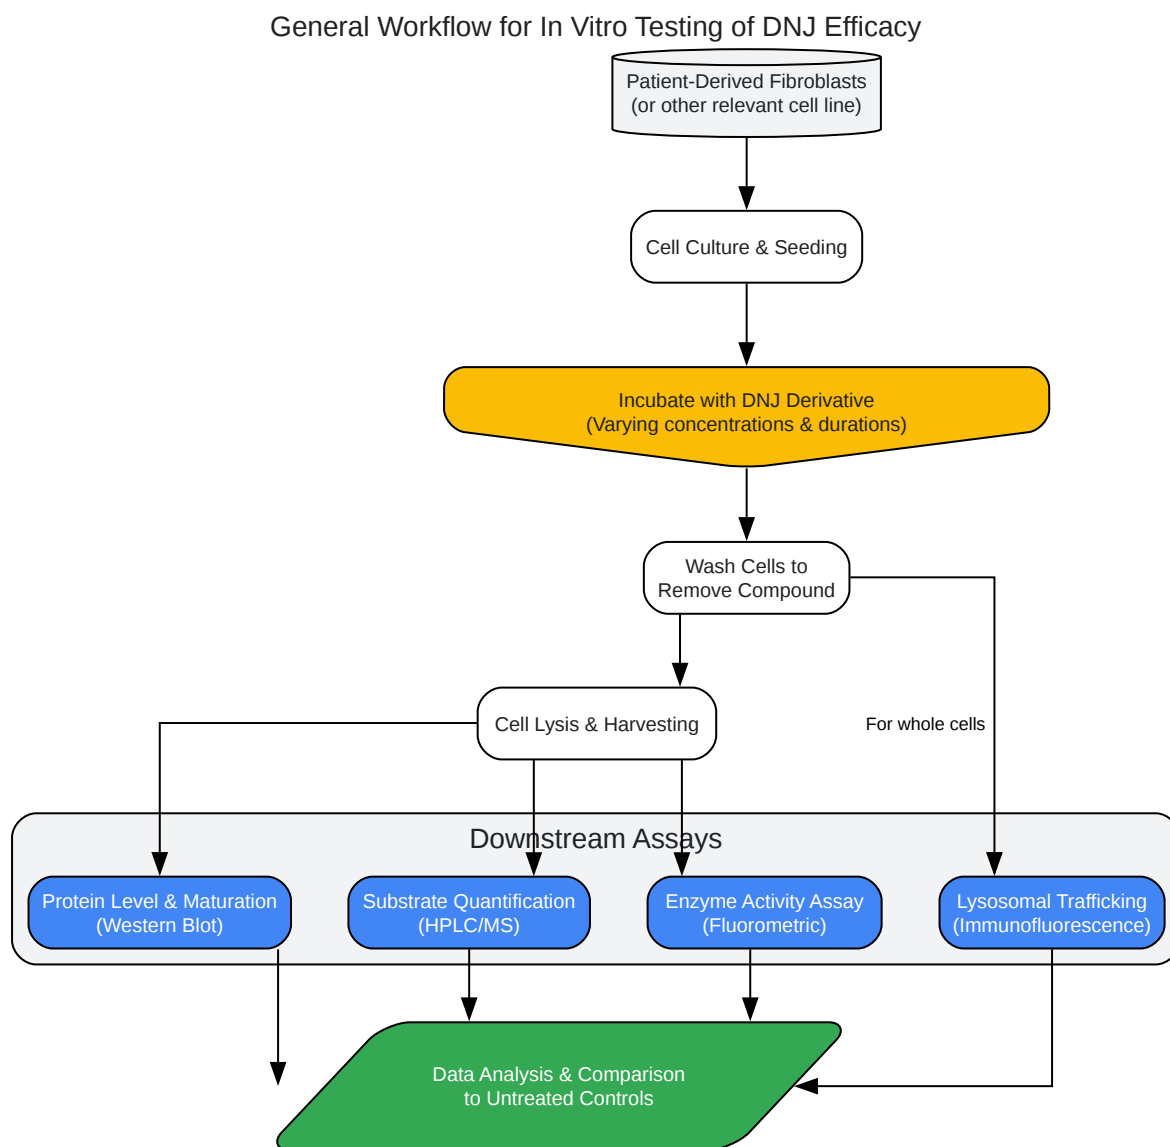 General Workflow for In Vitro Testing of DNJ Efficacy
Patient-Derived Fibroblasts
(or other relevant cell line)
Cell Culture & Seeding
Incubate with DNJ Derivative
(Varying concentrations & durations)
Wash Cells to
Remove Compound
Cell Lysis & Harvesting
For whole cells
Downstream Assays
Protein Level & Maturation
(Western Blot)
Substrate Quantification
(HPLC/MS)
Enzyme Activity Assay
(Fluorometric)
Lysosomal Trafficking
(Immunofluorescence)
Data Analysis & Comparison
to Untreated Controls